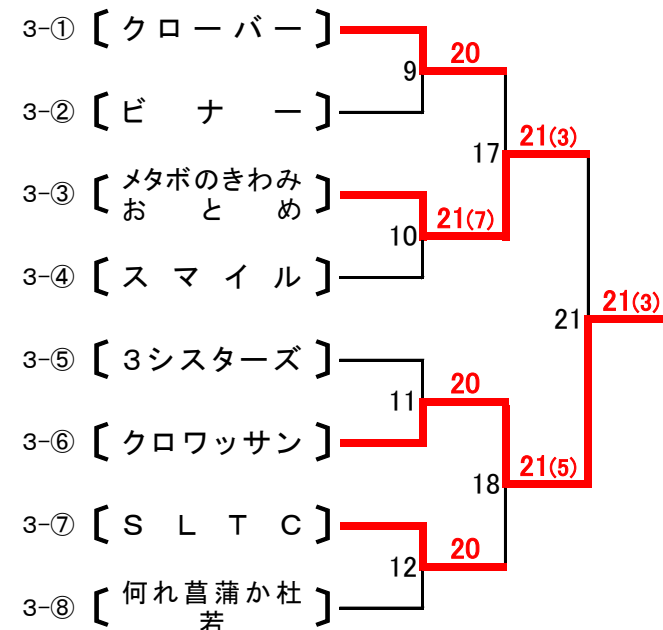 3-①〔クローバー〕
20
9
3-②〔ビナー〕
17
21(3)
3-③〔メタボのきわみ
おとめ〕
21(7)
10
3-④〔スマイル〕
21(3)
21
3-⑤〔3シスターズ〕
20
11
3-⑥〔クロワッサン〕
21(5)
18
3-⑦〔SLTC〕
20
12
3-⑧〔何れ菖蒲か杜
若〕